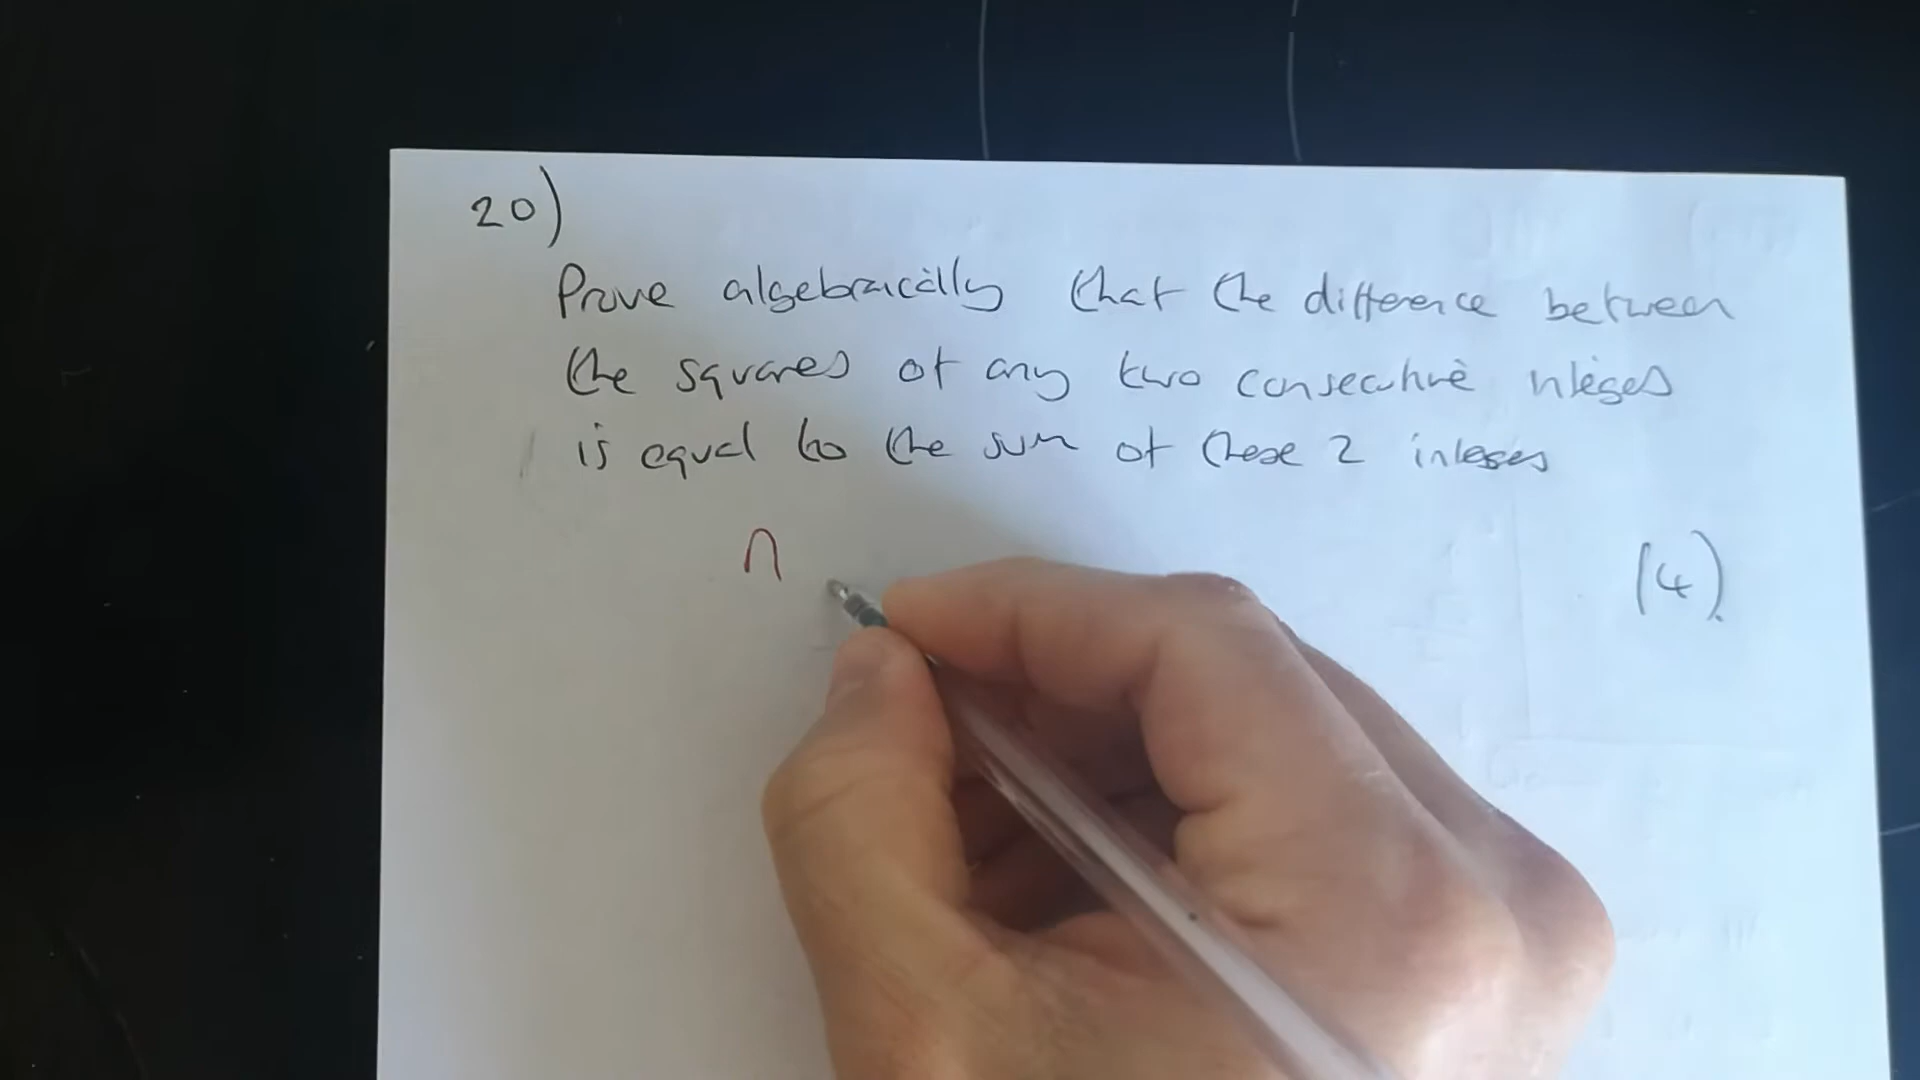 20)
Prove algebraically that the difference between
the squares of any two consecutive integers
is equal to the sum of these 2 integers
n
(4).